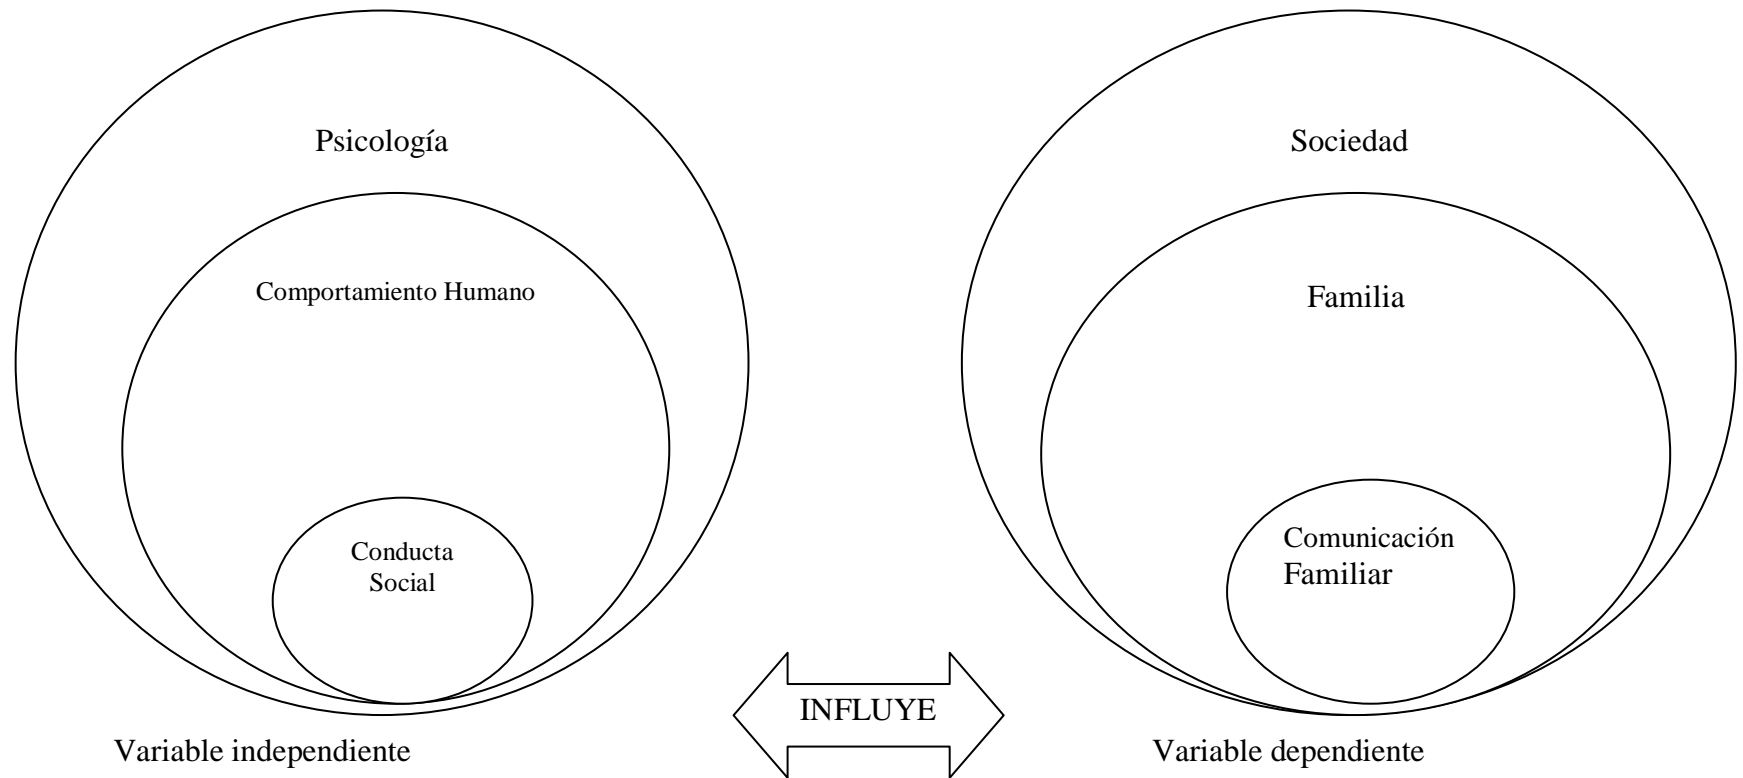 Psicología
Comportamiento Humano
Conducta
Social
Variable independiente
INFLUYE
Sociedad
Familia
Comunicación
Familiar
Variable dependiente